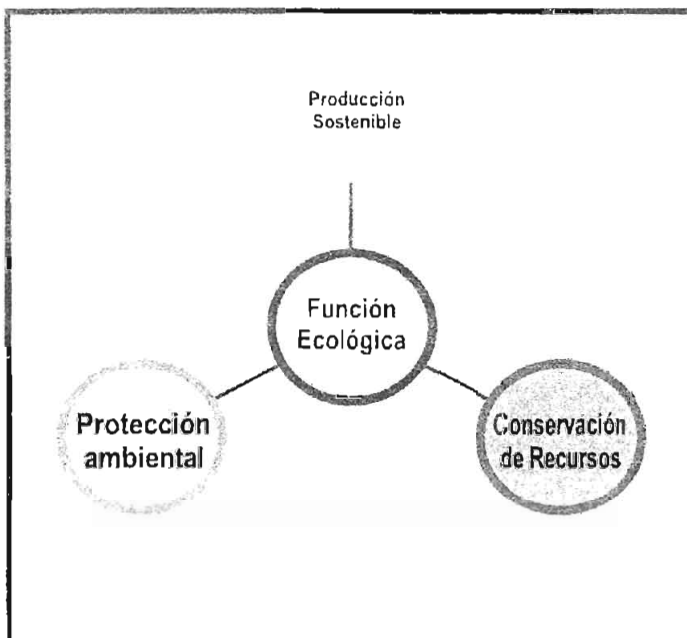 Producción
Sostenible
Función
Ecológica
Protección
ambiental
Conservación
de Recursos